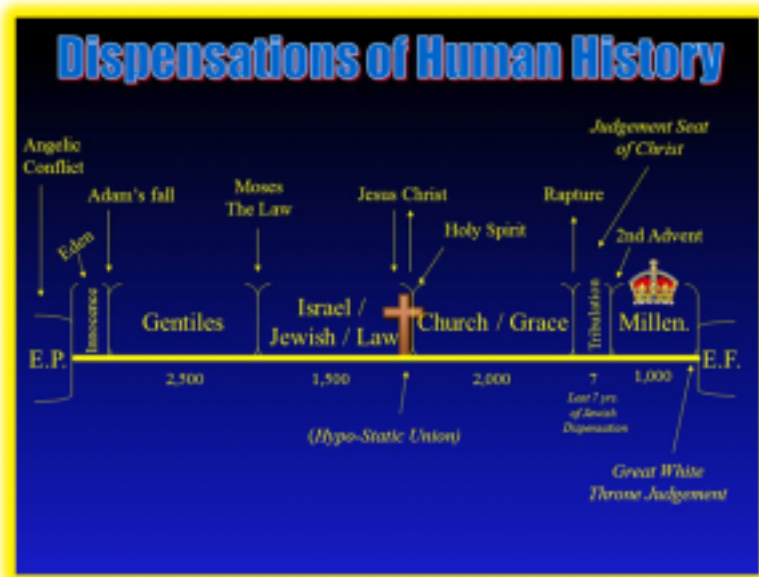 Dispensations of Human History
Judgement Seat
of Christ
Angelic
Conflict
Adam's fall
Moses
The Law
Jesus Christ
Rapture
Eden
Holy Spirit
2nd Advent
E.P.
Innocence
Gentiles
Israel /
Jewish / Law
Church / Grace
Tribulation
Millen.
E.F.
2,500
1,500
2,000
7
1,000
Last 7 yrs.
of Jewish
Dispensation
(Hypo-Static Union)
Great White
Throne Judgement